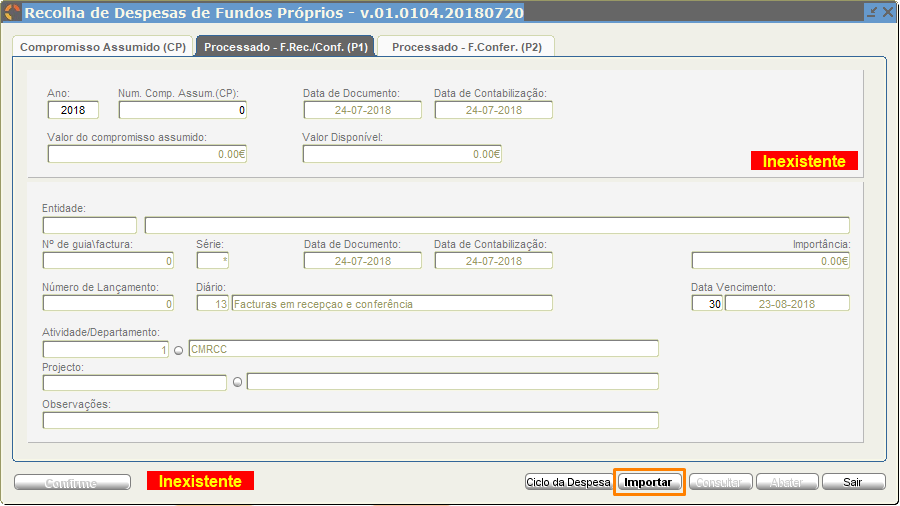 Recolha de Despesas de Fundos Próprios - v.01.0104.20180720
Compromisso Assumido (CP) Processado - F.Rec./Conf. (P1) Processado - F.Confer. (P2)
Ano: Num. Comp. Assum.(CP): Data de Documento: Data de Contabilização:
2018 0 24-07-2018 24-07-2018
Valor do compromisso assumido: Valor Disponível:
0.00€ 0.00€
Inexistente
Entidade:
Nº de guia\factura: Série: Data de Documento: Data de Contabilização: Importância:
0 * 24-07-2018 24-07-2018 0.00€
Número de Lançamento: Diário: Data Vencimento:
0 13 Facturas em recepçao e conferência 30 23-08-2018
Atividade/Departamento:
1 CMRCC
Projecto:
Observações:
Confirme Inexistente Ciclo da Despesa Importar Consultar Abater Sair